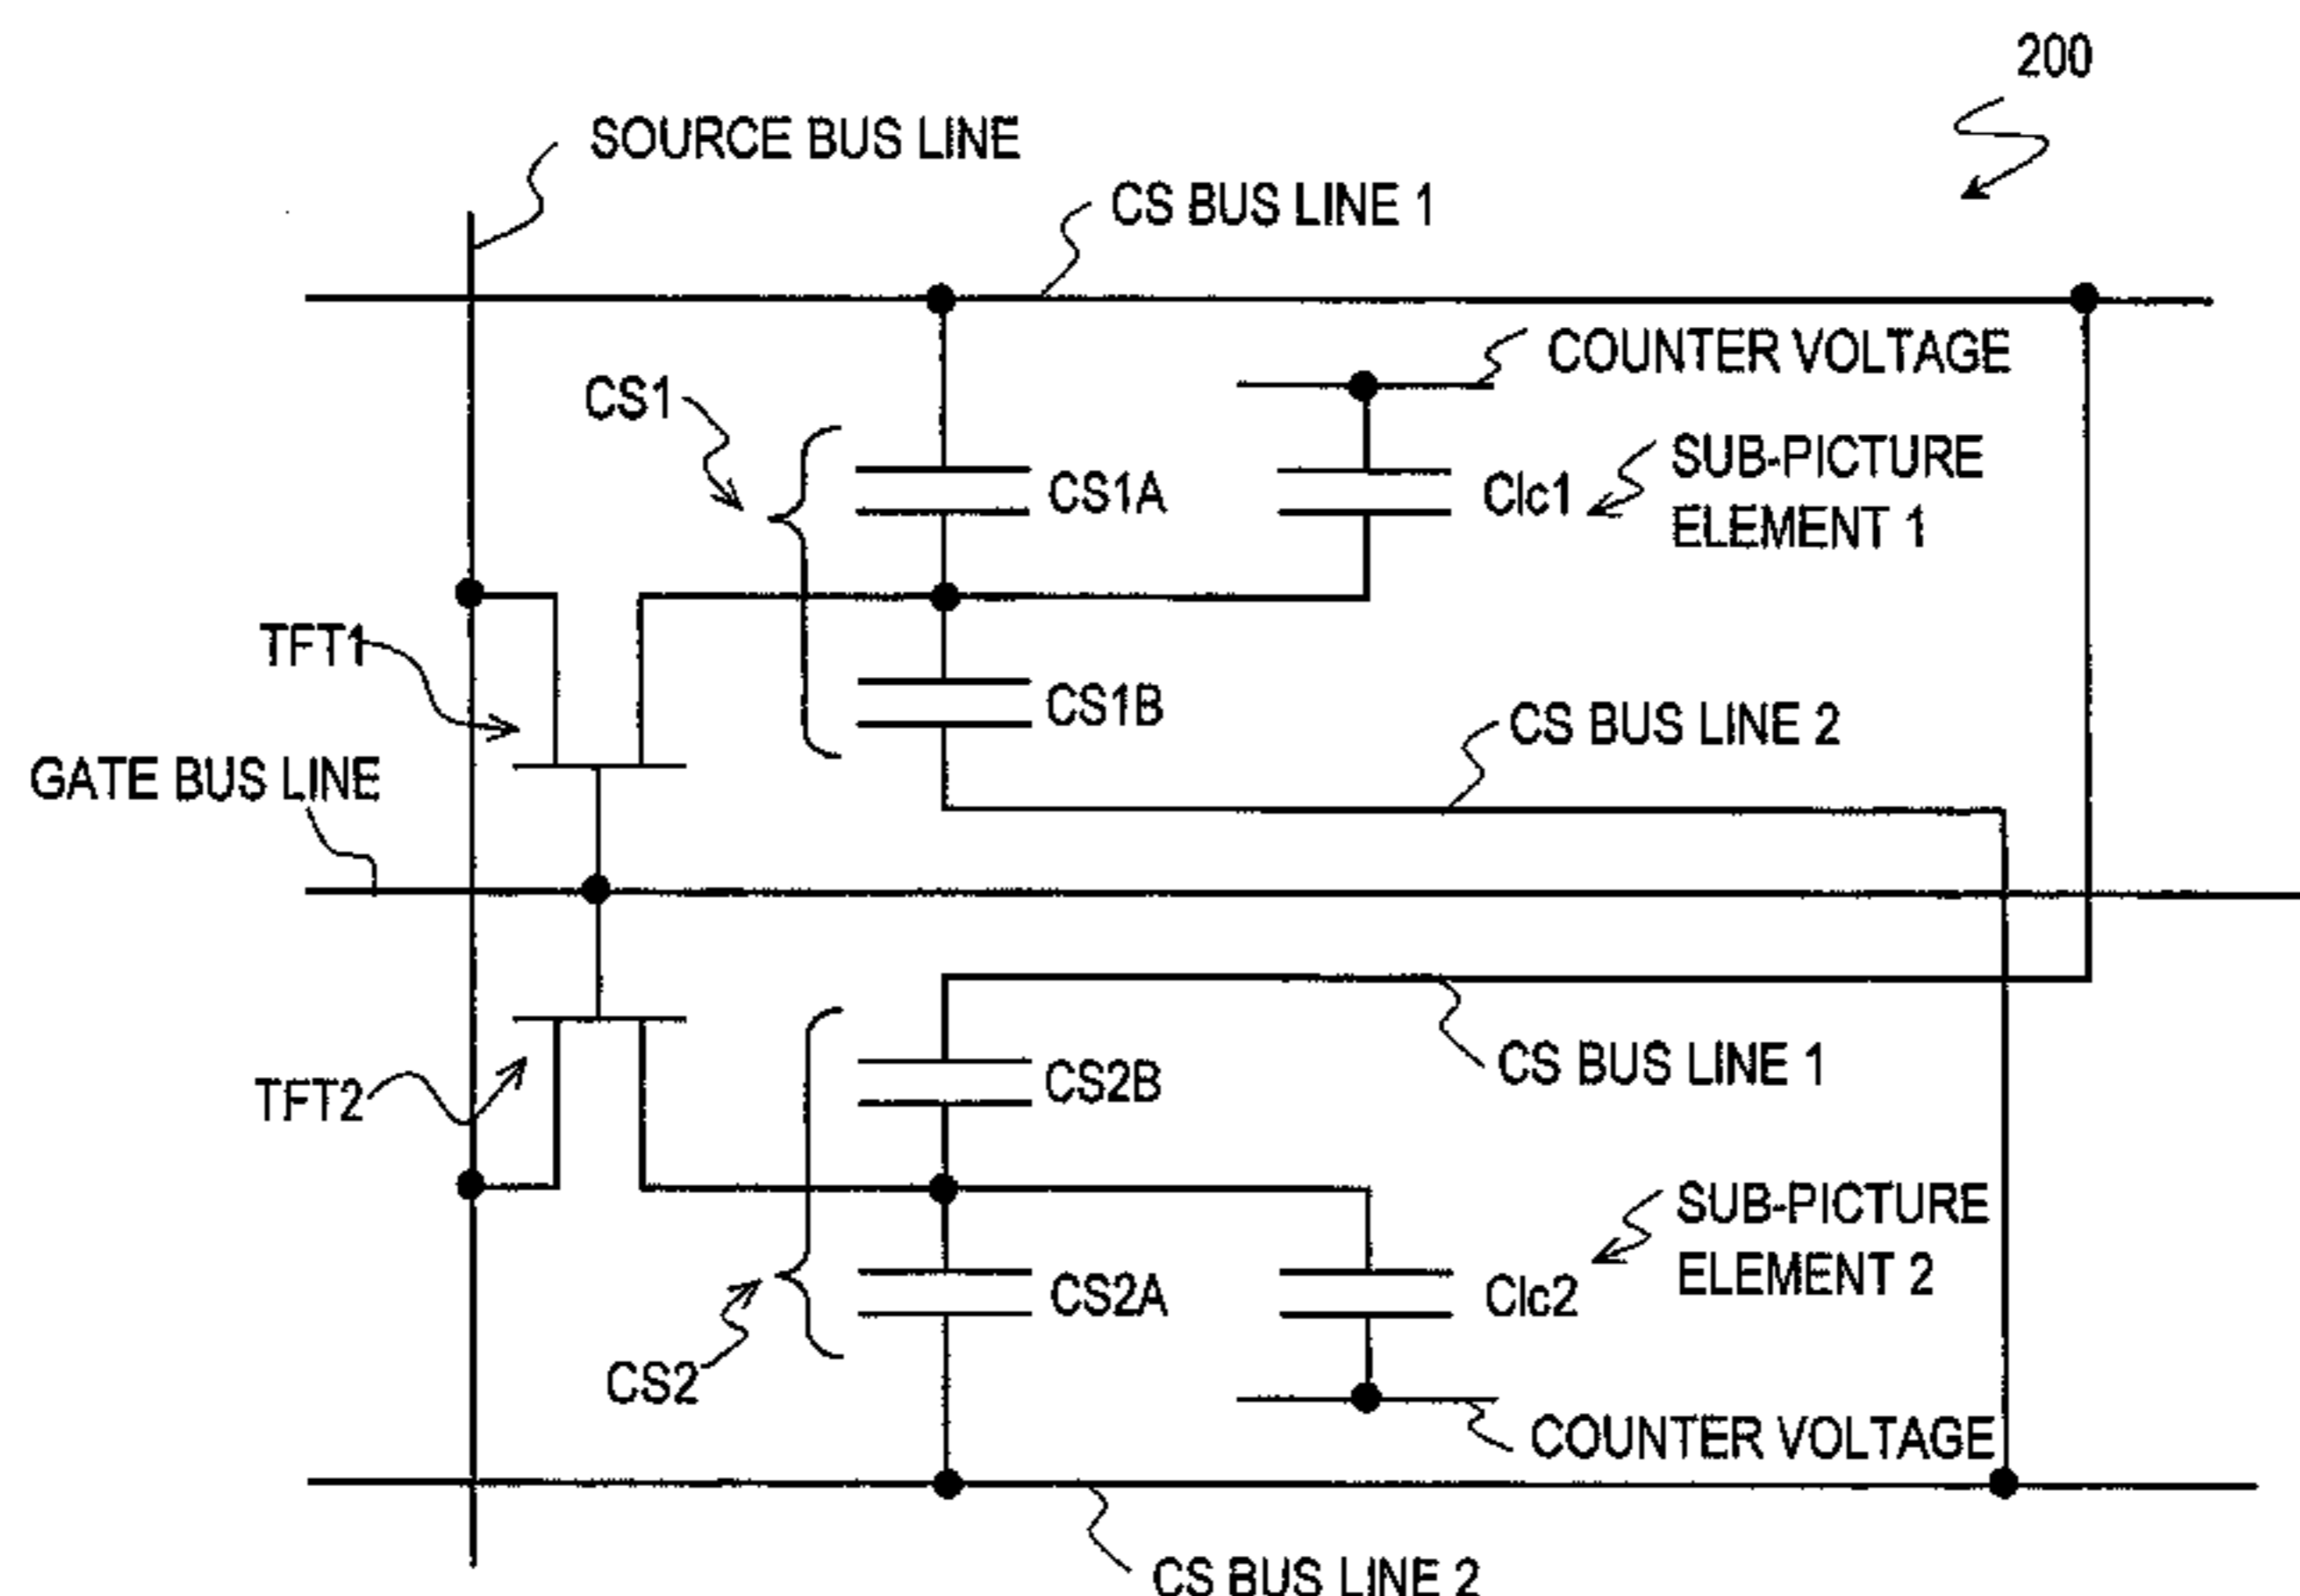 200
SOURCE BUS LINE
CS BUS LINE 1
COUNTER VOLTAGE
CS1
SUB-PICTURE
ELEMENT 1
CS1A
Clc1
TFT1
CS1B
CS BUS LINE 2
GATE BUS LINE
CS BUS LINE 1
CS2B
TFT2
SUB-PICTURE
ELEMENT 2
CS2A
Clc2
CS2
COUNTER VOLTAGE
CS BUS LINE 2